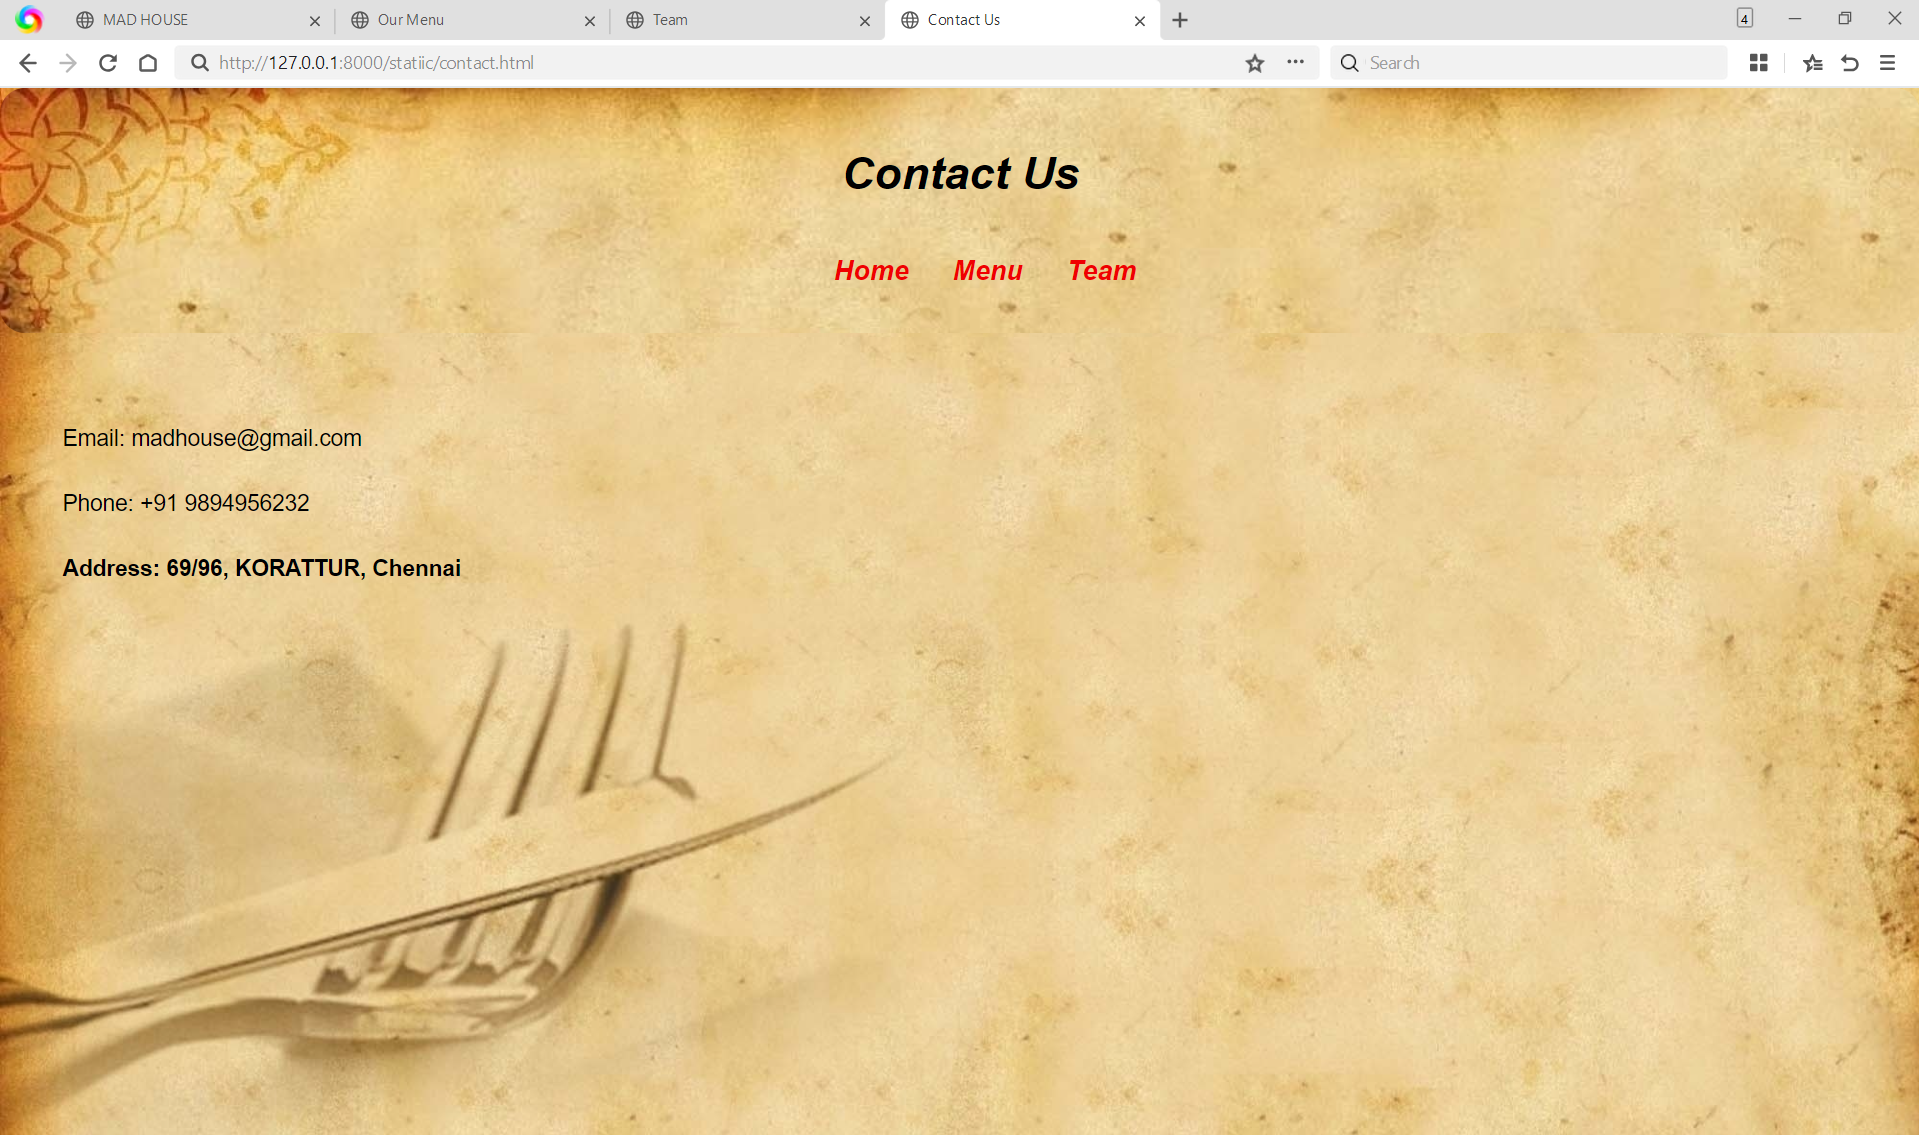 MAD HOUSE
Our Menu
Team
Contact Us
4
http://127.0.0.1:8000/statiic/contact.html
Search
Contact Us
Home Menu Team
Email: madhouse@gmail.com
Phone: +91 9894956232
Address: 69/96, KORATTUR, Chennai